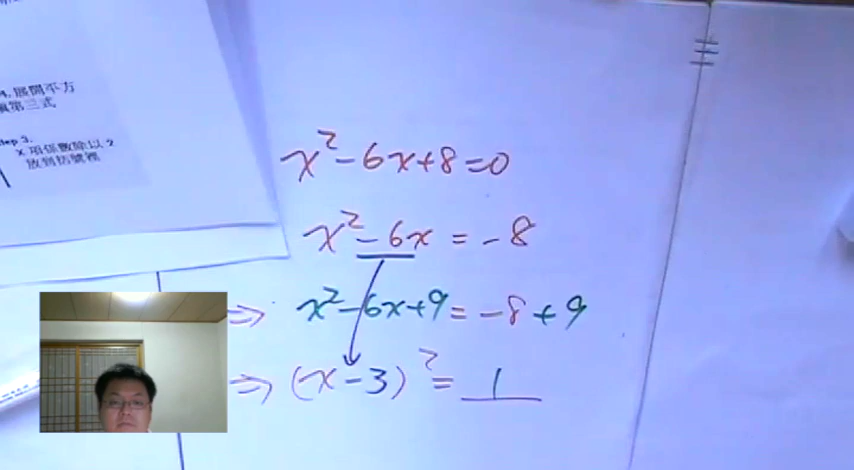 4. 展開平方
第三式
Step 3.
x 項係數除以 2
放到括號裡
x² - 6x + 8 = 0
x² - 6x = -8
⇒ x² - 6x + 9 = -8 + 9
⇒ (x - 3)² = 1